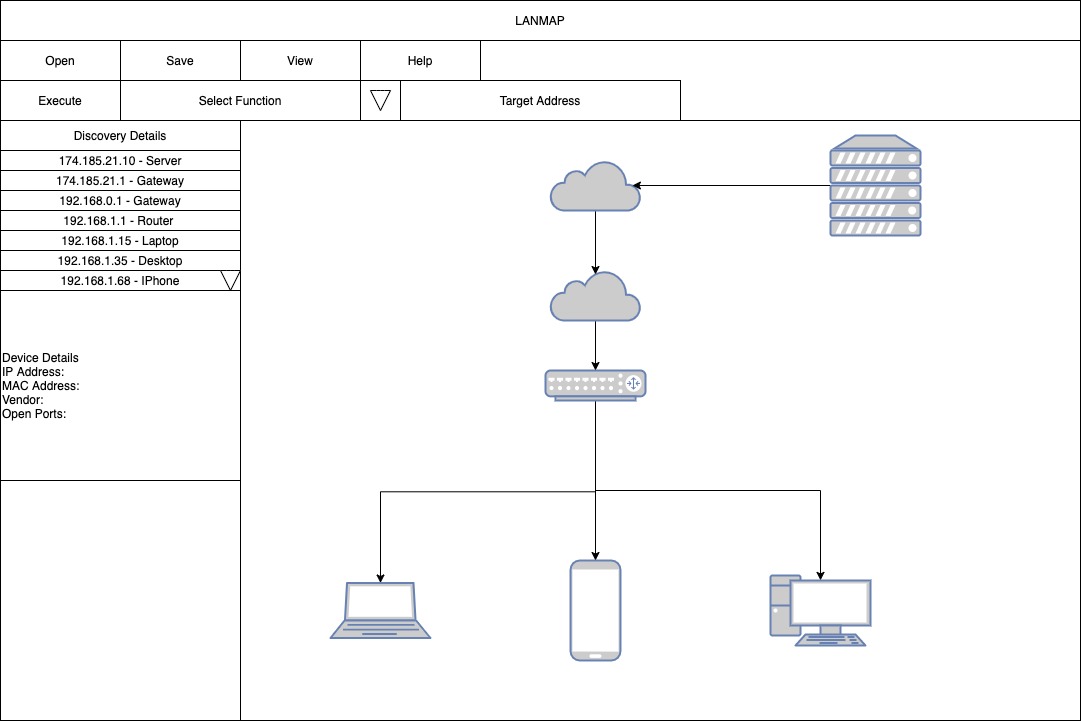 LANMAP
Open
Save
View
Help
Execute
Select Function
Target Address
Discovery Details
174.185.21.10 - Server
174.185.21.1 - Gateway
192.168.0.1 - Gateway
192.168.1.1 - Router
192.168.1.15 - Laptop
192.168.1.35 - Desktop
192.168.1.68 - IPhone
Device Details
IP Address:
MAC Address:
Vendor:
Open Ports: